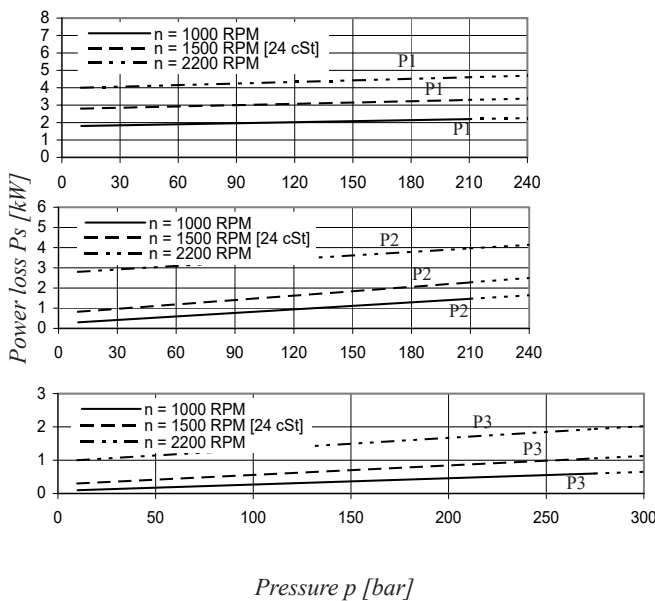 Power loss Ps [kW]
8
7
6
5
4
3
2
1
0
n = 1000 RPM
n = 1500 RPM [24 cSt]
n = 2200 RPM
P1
P1
P1
0 30 60 90 120 150 180 210 240
6
5
4
3
2
1
0
n = 1000 RPM
n = 1500 RPM [24 cSt]
n = 2200 RPM
P2
P2
P2
0 30 60 90 120 150 180 210 240
3
2
1
0
n = 1000 RPM
n = 1500 RPM [24 cSt]
n = 2200 RPM
P3
P3
P3
0 50 100 150 200 250 300
Pressure p [bar]